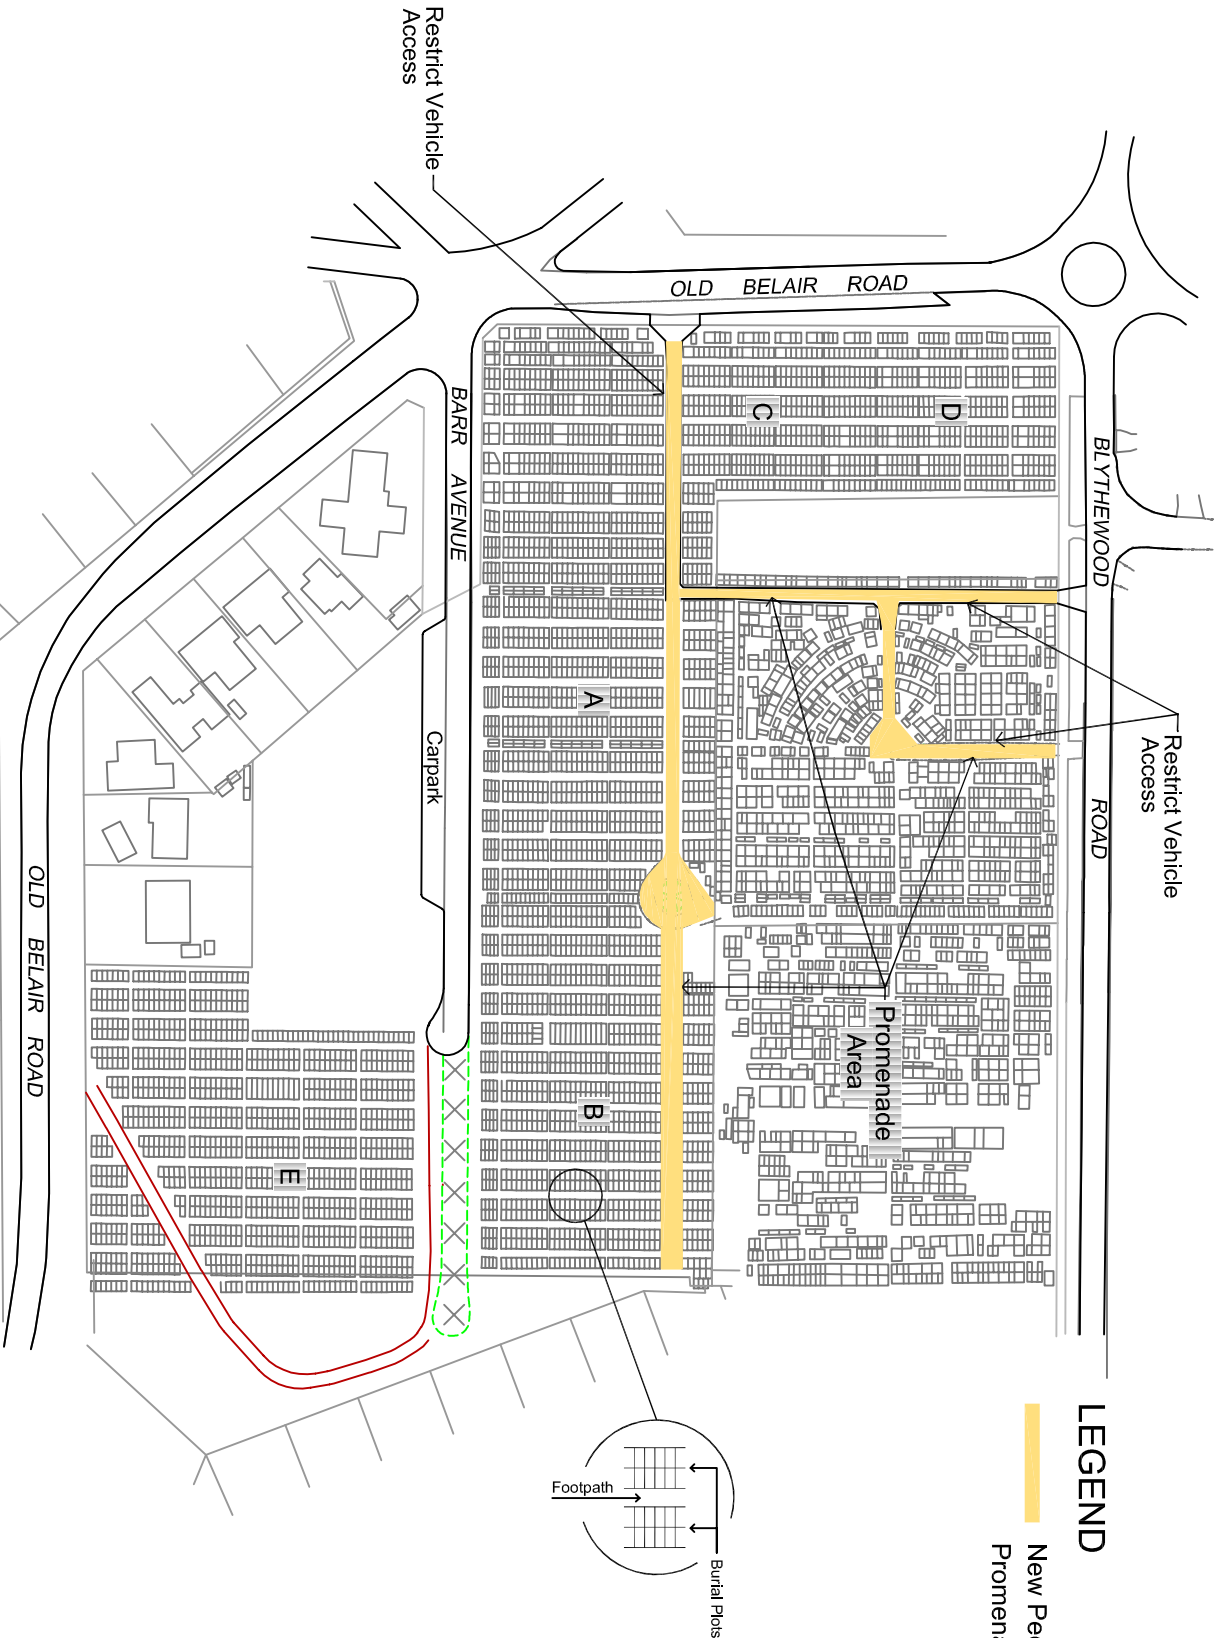 Restrict Vehicle
Access
OLD BELAIR ROAD
BLYTHEWOOD ROAD
BARR AVENUE
Carpark
OLD BELAIR ROAD
D
C
A
B
E
Restrict Vehicle
Access
Promenade
Area
Footpath
Burial Plots
LEGEND
New